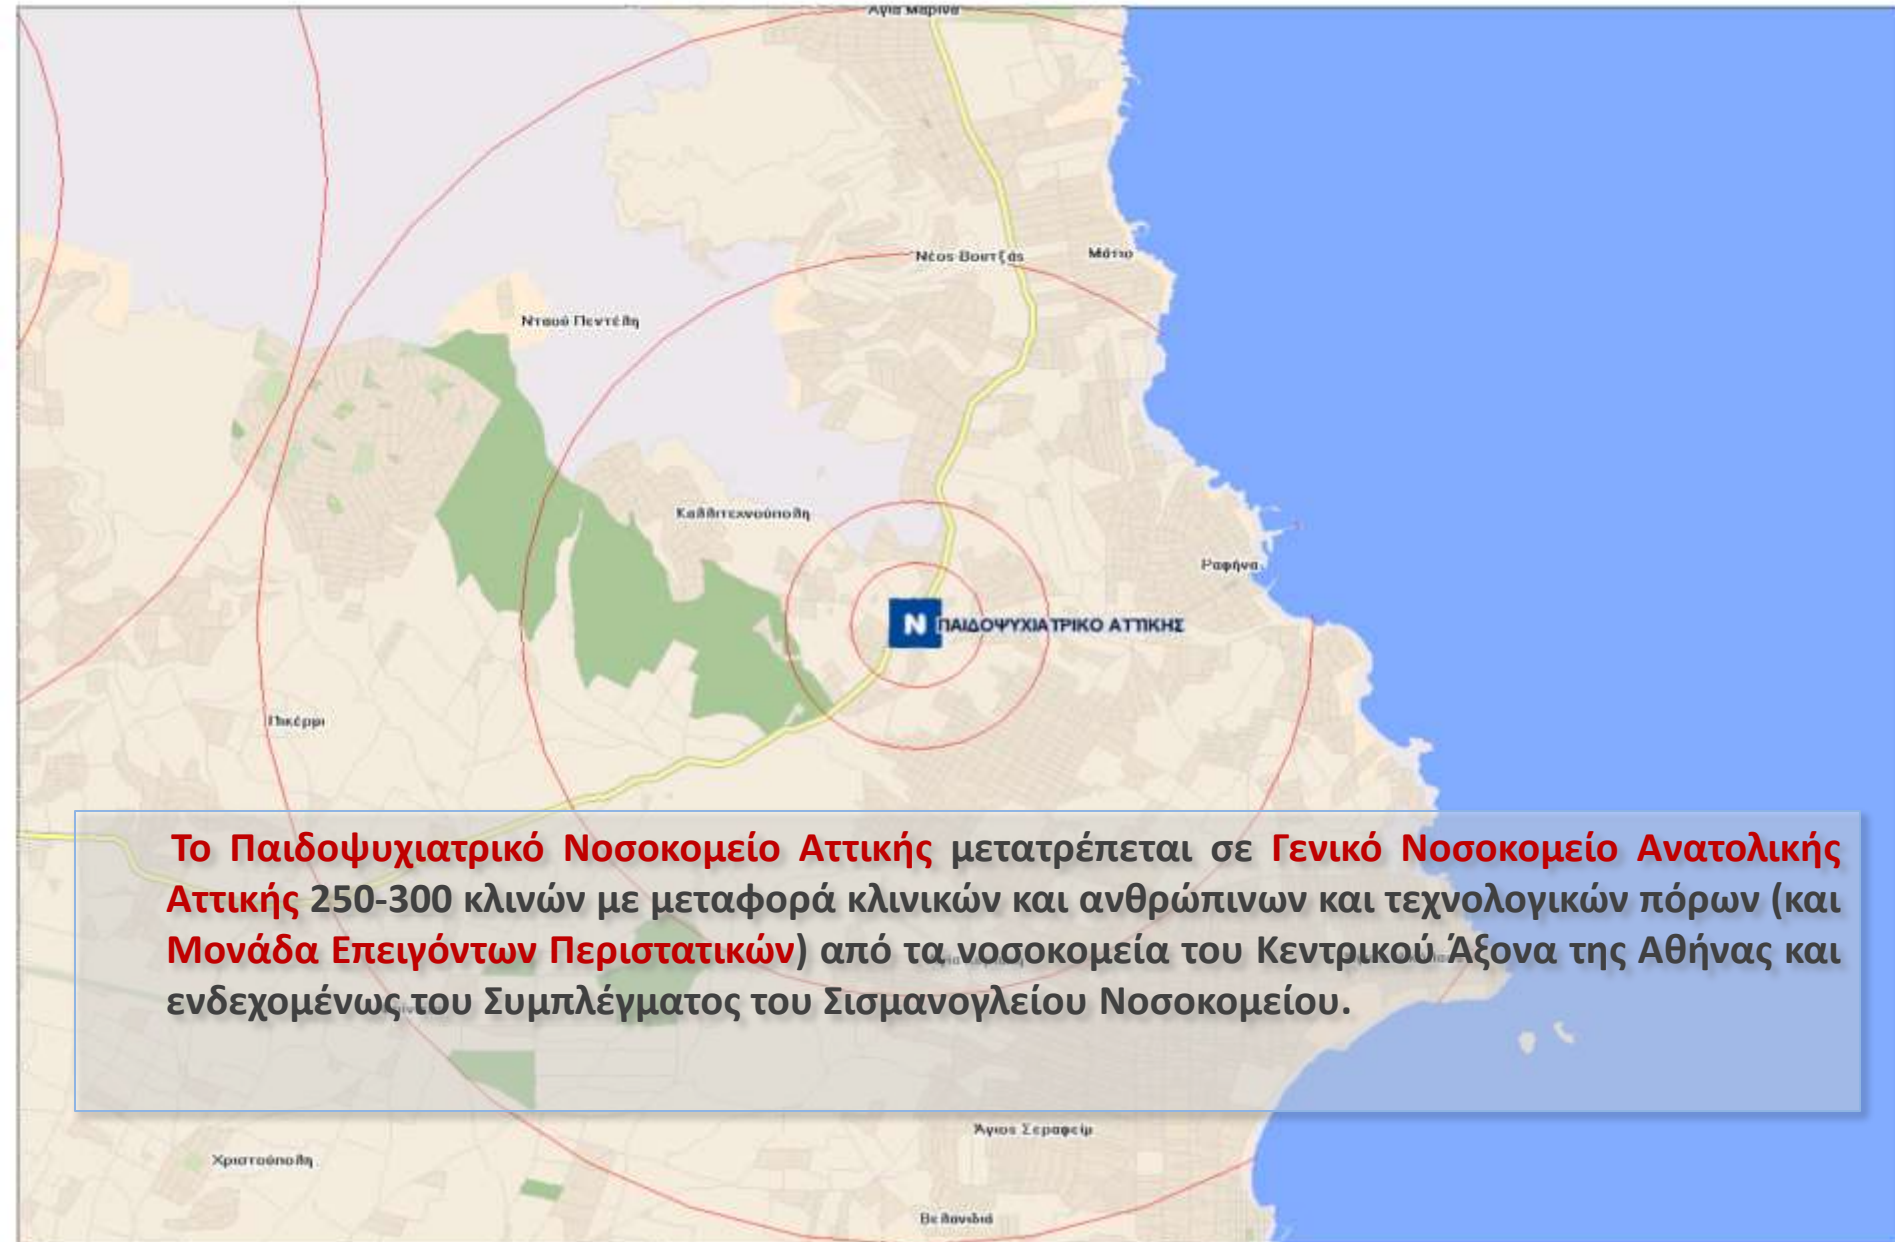 Αγία Μαρίνα
Νέος Βουτζάς
Μάτιο
Νταού Πεντέλη
Καλλιτεχνούπολη
Ραφήνα
N ΠΑΙΔΟΨΥΧΙΑΤΡΙΚΟ ΑΤΤΙΚΗΣ
Πικέρμι
Το Παιδοψυχιατρικό Νοσοκομείο Αττικής μετατρέπεται σε Γενικό Νοσοκομείο Ανατολικής
Αττικής 250-300 κλινών με μεταφορά κλινικών και ανθρώπινων και τεχνολογικών πόρων (και
Μονάδα Επειγόντων Περιστατικών) από τα νοσοκομεία του Κεντρικού Άξονα της Αθήνας και
ενδεχομένως του Συμπλέγματος του Σισμανογλείου Νοσοκομείου.
Άγιος Σεραφείμ
Χριστούπολη
Βελανιδιά